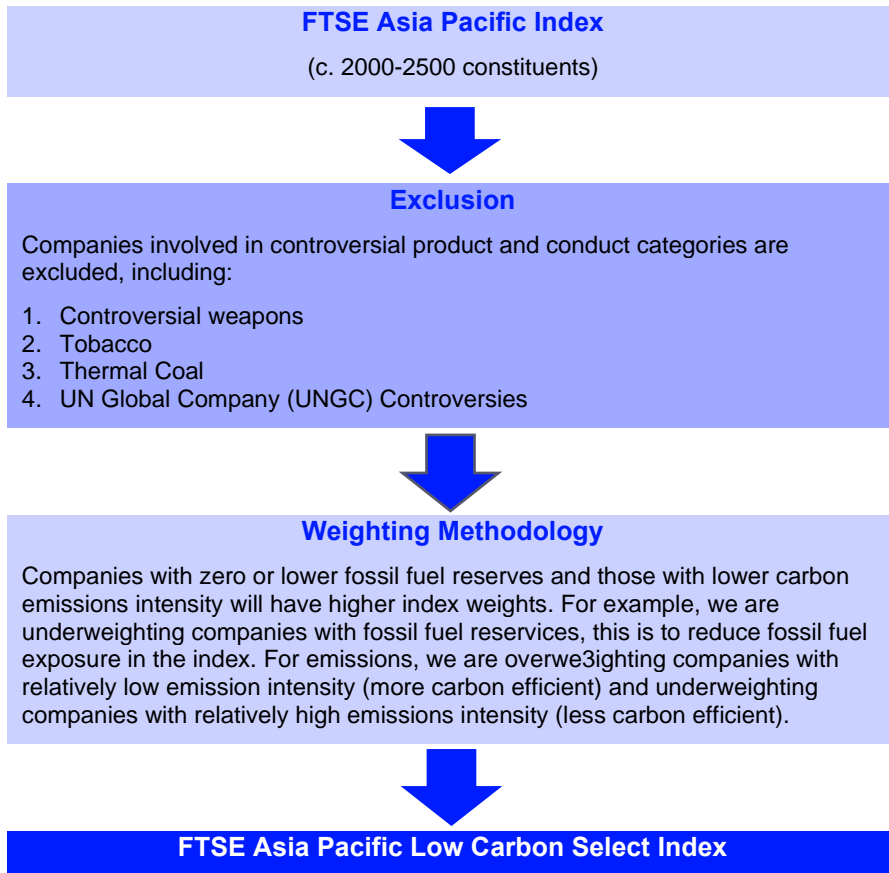 FTSE Asia Pacific Index
(c. 2000-2500 constituents)
Exclusion
Companies involved in controversial product and conduct categories are
excluded, including:
1. Controversial weapons
2. Tobacco
3. Thermal Coal
4. UN Global Company (UNGC) Controversies
Weighting Methodology
Companies with zero or lower fossil fuel reserves and those with lower carbon
emissions intensity will have higher index weights. For example, we are
underweighting companies with fossil fuel reservices, this is to reduce fossil fuel
exposure in the index. For emissions, we are overwe3ighting companies with
relatively low emission intensity (more carbon efficient) and underweighting
companies with relatively high emissions intensity (less carbon efficient).
FTSE Asia Pacific Low Carbon Select Index